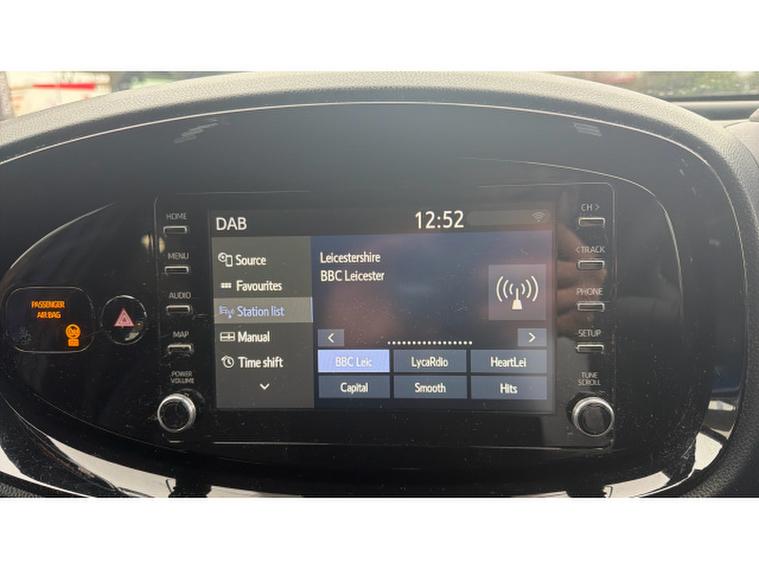 DAB
12:52
HOME
MENU
AUDIO
MAP
POWER
VOLUME
PASSENGER
AIR BAG
Source
Favourites
Station list
Manual
Time shift
Leicestershire
BBC Leicester
BBC Leic
LycaRdio
HeartLei
Capital
Smooth
Hits
CH >
< TRACK
PHONE
SETUP
TUNE
SCROLL